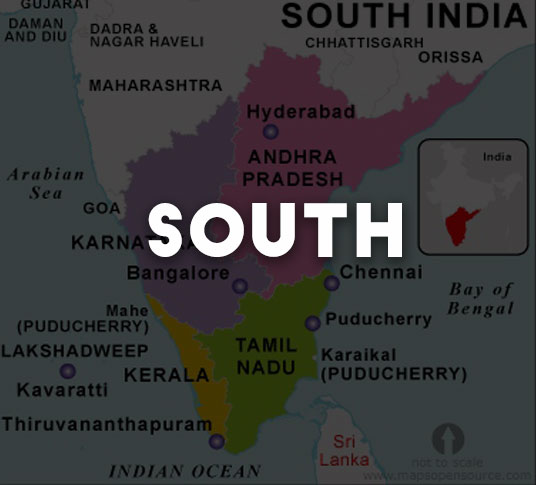 GUJARAT
SOUTH INDIA
DAMAN
AND DIU
DADRA &
NAGAR HAVELI
CHHATTISGARH
ORISSA
MAHARASHTRA
Hyderabad
ANDHRA
PRADESH
India
Arabian
Sea
GOA
SOUTH
Bangalore
Chennai
Bay of
Bengal
Mahe
(PUDUCHERRY)
Puducherry
LAKSHADWEEP
TAMIL
NADU
Karaikal
(PUDUCHERRY)
Kavaratti
KERALA
Thiruvananthapuram
Sri
Lanka
INDIAN OCEAN
not to scale
www.mapsopensource.com